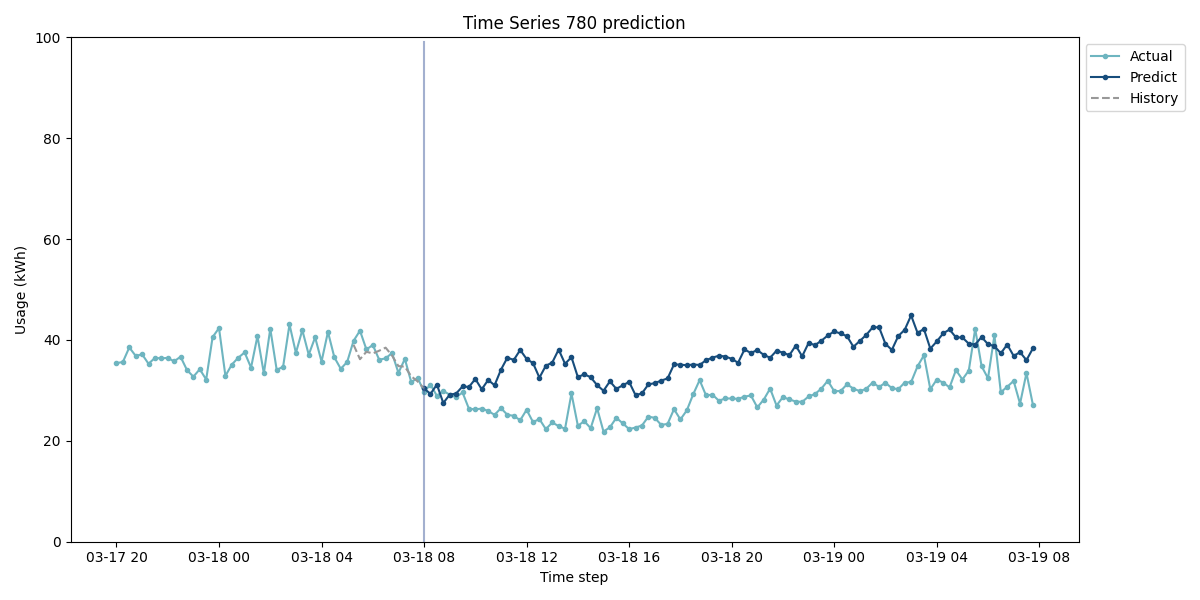 Time Series 780 prediction
Usage (kWh)
100
80
60
40
20
0
03-17 20
03-18 00
03-18 04
03-18 08
03-18 12
03-18 16
03-18 20
03-19 00
03-19 04
03-19 08
Time step
Actual
Predict
History